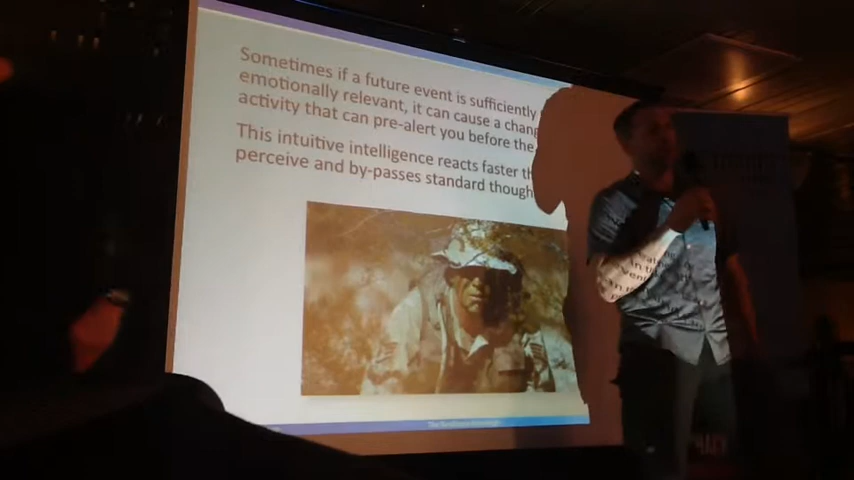 Sometimes if a future event is sufficiently
emotionally relevant, it can cause a change
activity that can pre-alert you before the
This intuitive intelligence reacts faster th
perceive and by-passes standard though